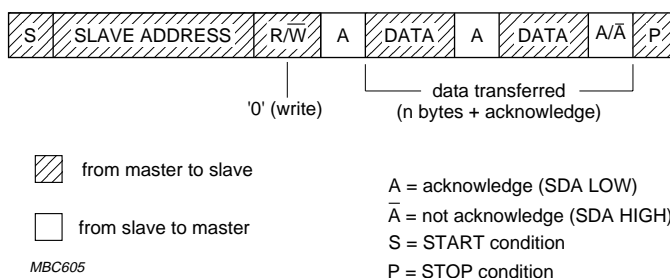 S SLAVE ADDRESS R/W̅ A DATA A DATA A/A̅ P
'0' (write)
data transferred
(n bytes + acknowledge)
from master to slave
from slave to master
A = acknowledge (SDA LOW)
A̅ = not acknowledge (SDA HIGH)
S = START condition
P = STOP condition
MBC605